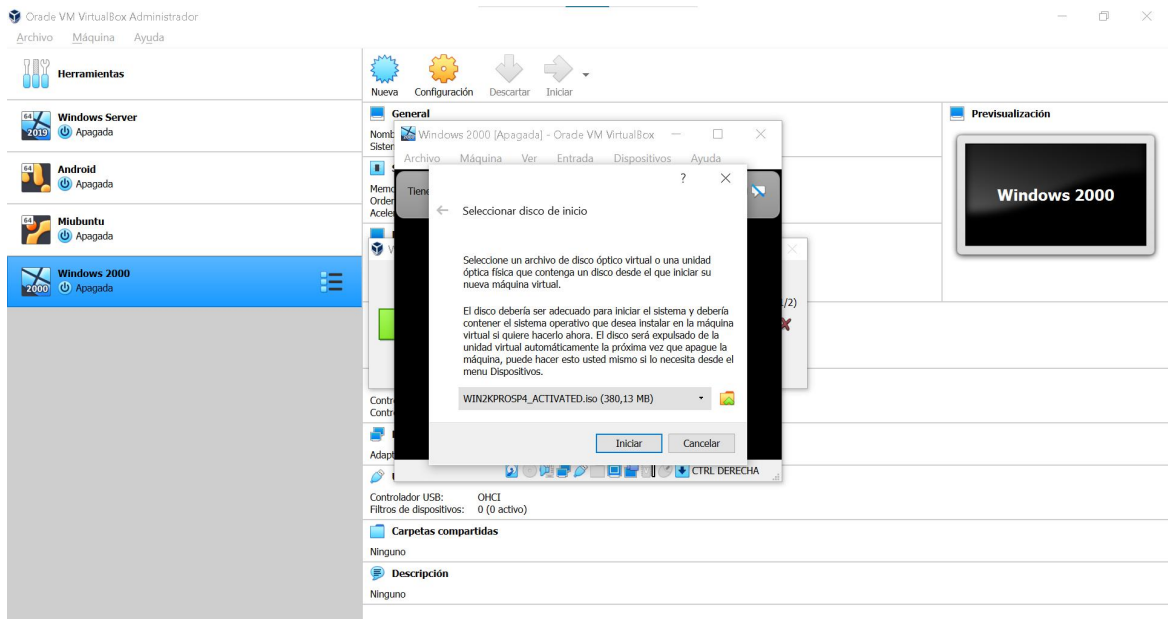 Oracle VM VirtualBox Administrador
Archivo Máquina Ayuda
Herramientas
64
2019
Windows Server
Apagada
64
Android
Apagada
64
Miubuntu
Apagada
2000
Windows 2000
Apagada
Nueva Configuración Descartar Iniciar
General
Previsualización
Windows 2000
Windows 2000 [Apagada] - Oracle VM VirtualBox
Archivo Máquina Ver Entrada Dispositivos Ayuda
?
Seleccionar disco de inicio
Seleccione un archivo de disco óptico virtual o una unidad
óptica física que contenga un disco desde el que iniciar su
nueva máquina virtual.
El disco debería ser adecuado para iniciar el sistema y debería
contener el sistema operativo que desea instalar en la máquina
virtual si quiere hacerlo ahora. El disco será expulsado de la
unidad virtual automáticamente la próxima vez que apague la
máquina, puede hacer esto usted mismo si lo necesita desde el
menu Dispositivos.
WIN2KPROSP4_ACTIVATED.iso (380,13 MB)
Iniciar Cancelar
CTRL DERECHA
Controlador USB: OHCI
Filtros de dispositivos: 0 (0 activo)
Carpetas compartidas
Ninguno
Descripción
Ninguno